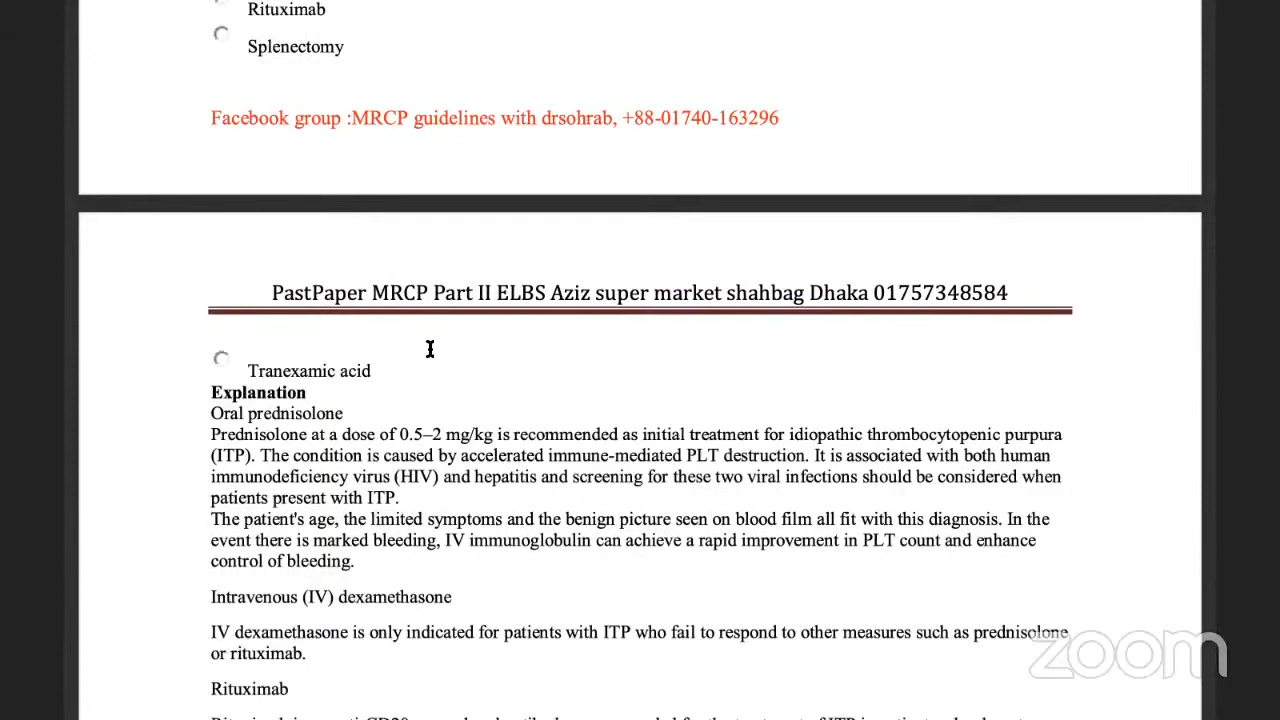 Rituximab
Splenectomy
Facebook group :MRCP guidelines with drsohrab, +88-01740-163296
PastPaper MRCP Part II ELBS Aziz super market shahbag Dhaka 01757348584
Tranexamic acid
Explanation
Oral prednisolone
Prednisolone at a dose of 0.5–2 mg/kg is recommended as initial treatment for idiopathic thrombocytopenic purpura
(ITP). The condition is caused by accelerated immune-mediated PLT destruction. It is associated with both human
immunodeficiency virus (HIV) and hepatitis and screening for these two viral infections should be considered when
patients present with ITP.
The patient's age, the limited symptoms and the benign picture seen on blood film all fit with this diagnosis. In the
event there is marked bleeding, IV immunoglobulin can achieve a rapid improvement in PLT count and enhance
control of bleeding.
Intravenous (IV) dexamethasone
IV dexamethasone is only indicated for patients with ITP who fail to respond to other measures such as prednisolone
or rituximab.
zoom
Rituximab